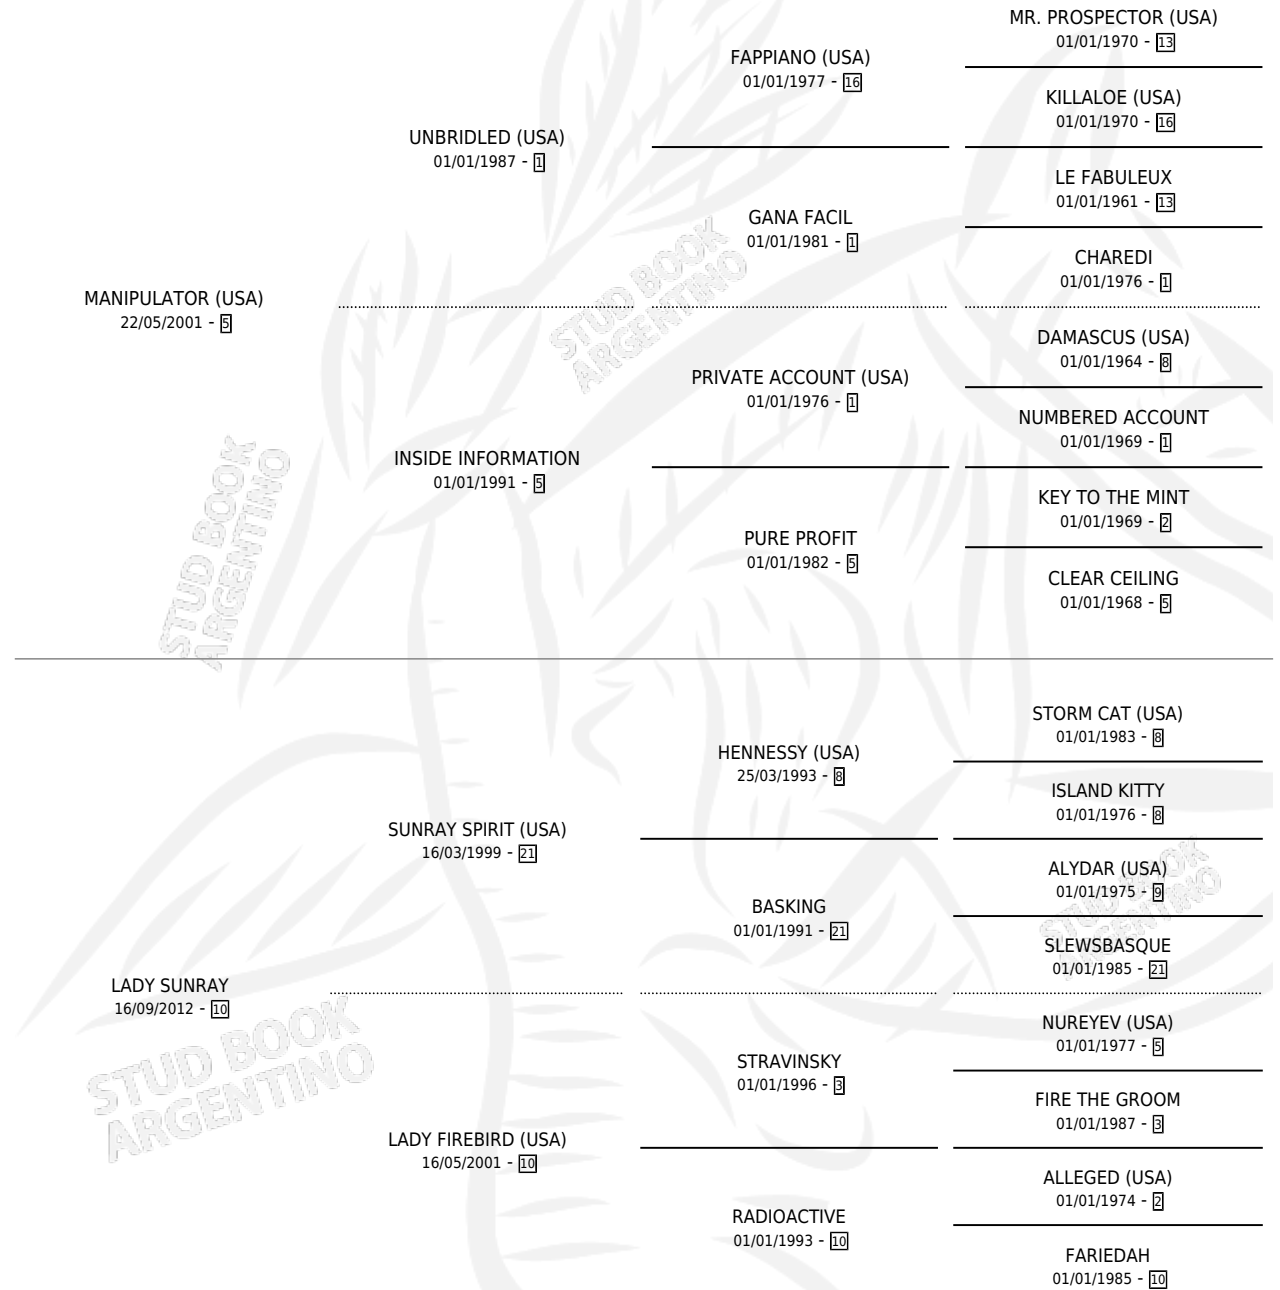 MR. PROSPECTOR (USA)
01/01/1970 - 13
FAPPIANO (USA)
01/01/1977 - 16
KILLALOE (USA)
01/01/1970 - 16
UNBRIDLED (USA)
01/01/1987 - 1
LE FABULEUX
01/01/1961 - 13
GANA FACIL
01/01/1981 - 1
CHAREDI
01/01/1976 - 1
MANIPULATOR (USA)
22/05/2001 - 5
DAMASCUS (USA)
01/01/1964 - 8
PRIVATE ACCOUNT (USA)
01/01/1976 - 1
NUMBERED ACCOUNT
01/01/1969 - 1
INSIDE INFORMATION
01/01/1991 - 5
KEY TO THE MINT
01/01/1969 - 2
PURE PROFIT
01/01/1982 - 5
CLEAR CEILING
01/01/1968 - 5
STORM CAT (USA)
01/01/1983 - 8
HENNESSY (USA)
25/03/1993 - 8
ISLAND KITTY
01/01/1976 - 8
SUNRAY SPIRIT (USA)
16/03/1999 - 21
ALYDAR (USA)
01/01/1975 - 9
BASKING
01/01/1991 - 21
SLEWSBASQUE
01/01/1985 - 21
LADY SUNRAY
16/09/2012 - 10
NUREYEV (USA)
01/01/1977 - 5
STRAVINSKY
01/01/1996 - 3
FIRE THE GROOM
01/01/1987 - 3
LADY FIREBIRD (USA)
16/05/2001 - 10
ALLEGED (USA)
01/01/1974 - 2
RADIOACTIVE
01/01/1993 - 10
FARIEDAH
01/01/1985 - 10
STUD BOOK
ARGENTINO
STUD BOOK
ARGENTINO
STUD BOOK
ARGENTINO
STUD BOOK
ARGENTINO